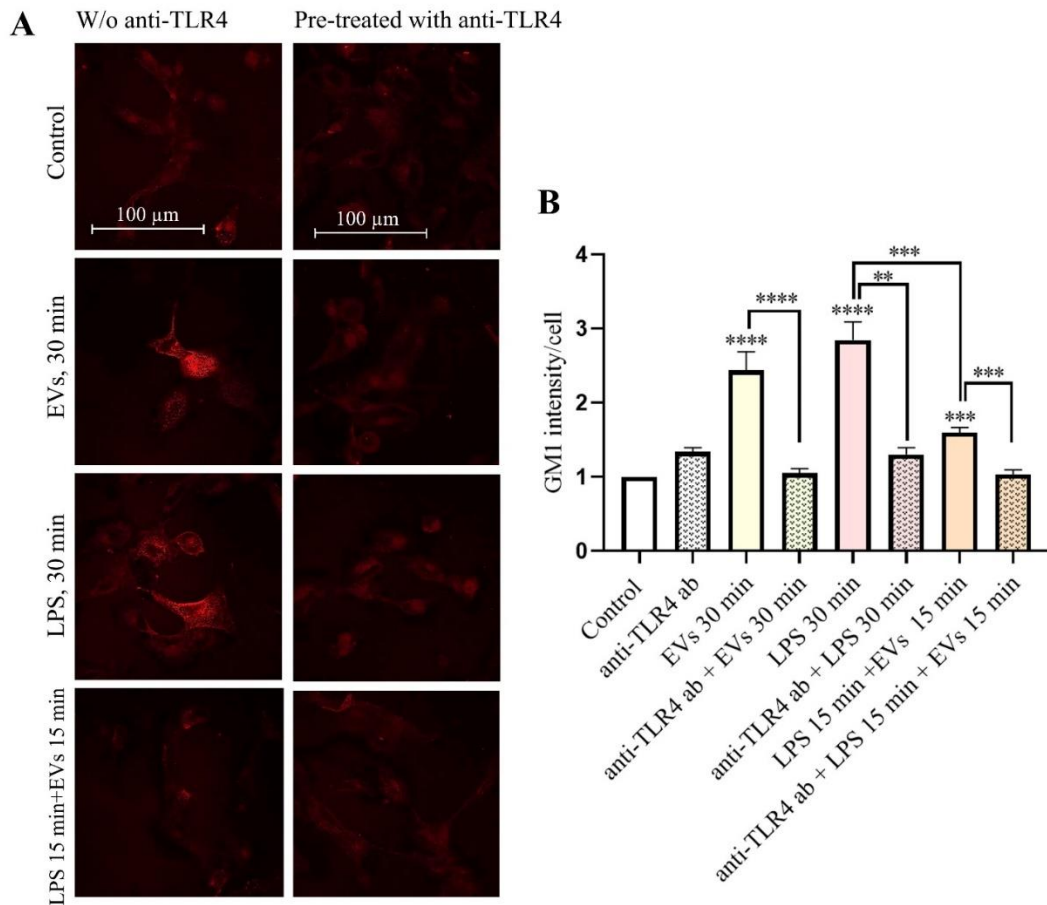 A
W/o anti-TLR4
Pre-treated with anti-TLR4
Control
100 µm
100 µm
EVs, 30 min
LPS, 30 min
LPS 15 min+EVs 15 min
B
GM1 intensity/cell
4
3
2
1
0
****
****
****
**
***
***
***
Control
anti-TLR4 ab
EVs 30 min
anti-TLR4 ab + EVs 30 min
LPS 30 min
anti-TLR4 ab + LPS 30 min
LPS 15 min +EVs 15 min
anti-TLR4 ab + LPS 15 min + EVs 15 min